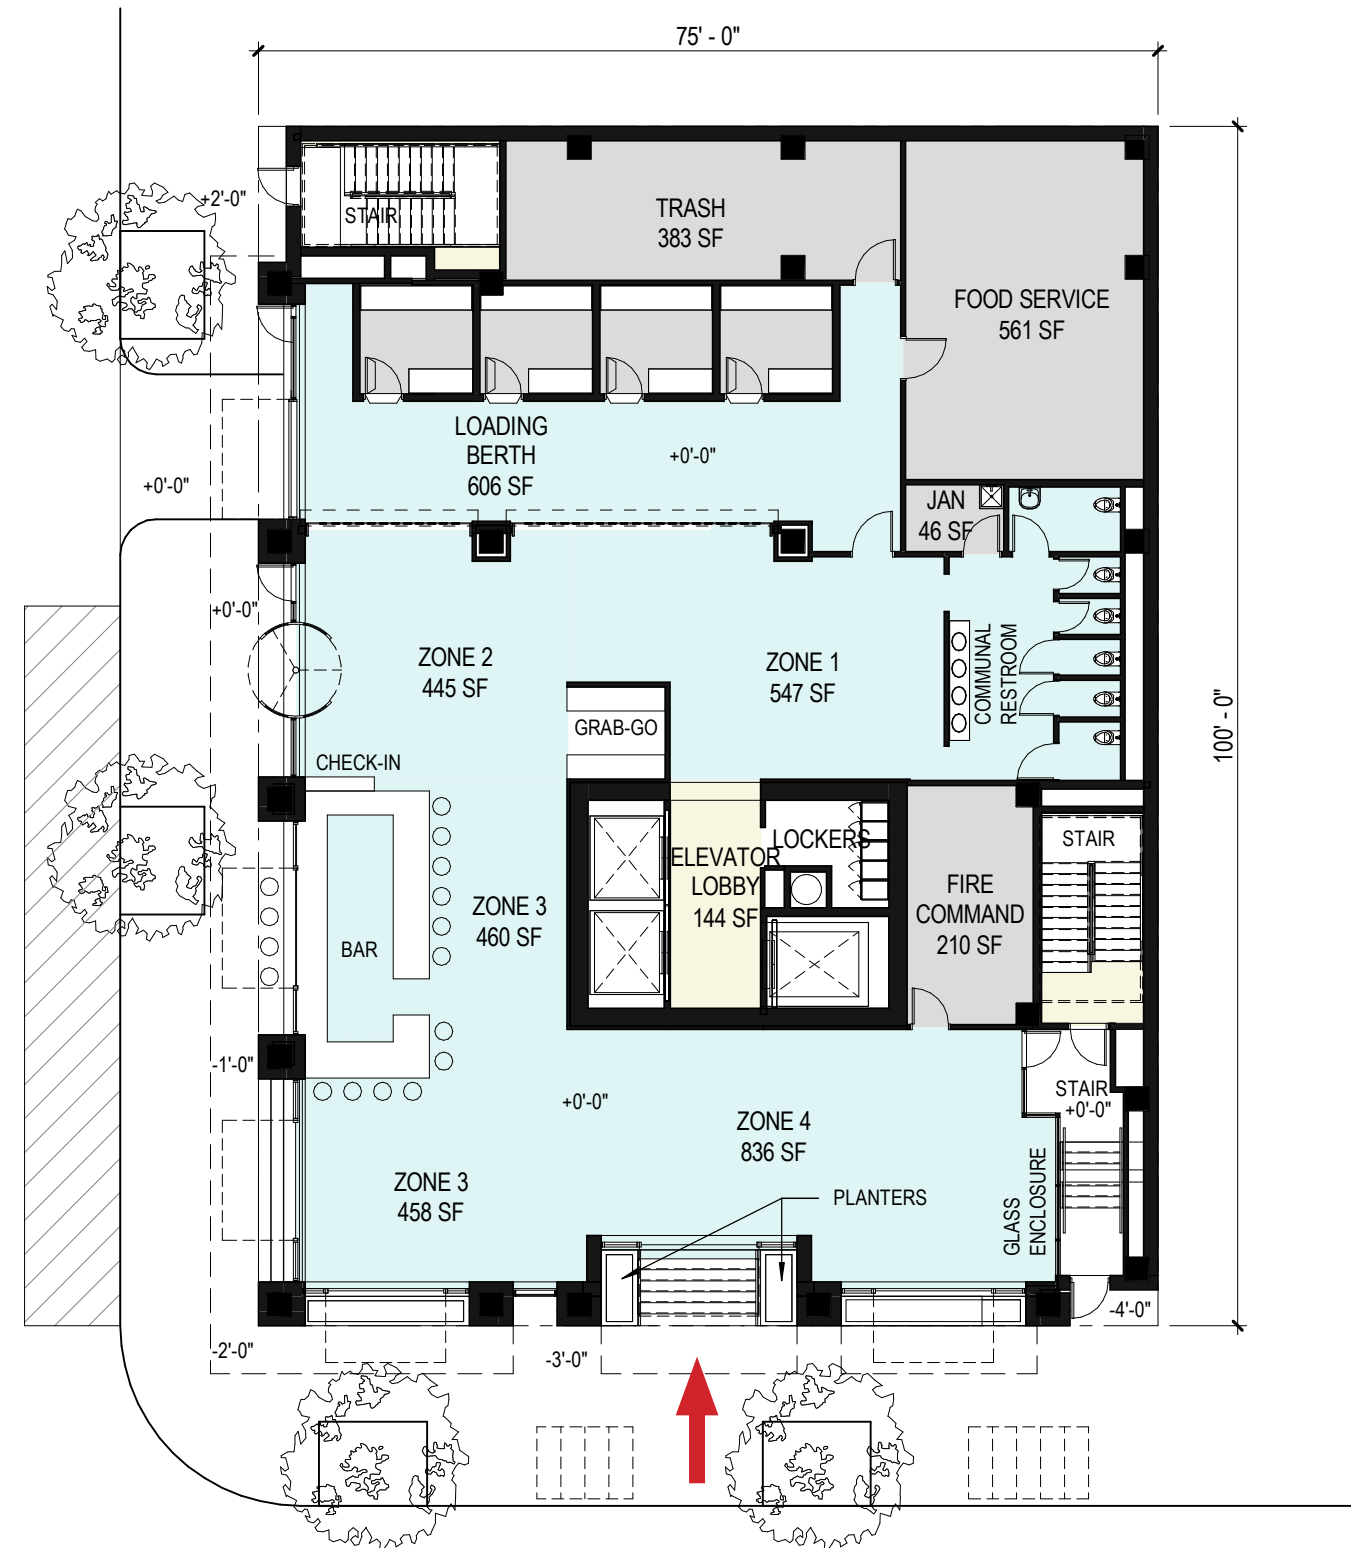 75' - 0"
+2'-0"
STAIR
TRASH
383 SF
FOOD SERVICE
561 SF
LOADING
BERTH
606 SF
+0'-0"
+0'-0"
JAN
46 SF
+0'-0"
ZONE 2
445 SF
ZONE 1
547 SF
COMMUNAL
RESTROOM
100' - 0"
GRAB-GO
CHECK-IN
LOCKERS
STAIR
ELEVATOR
LOBBY
144 SF
FIRE
COMMAND
210 SF
ZONE 3
460 SF
BAR
-1'-0"
STAIR
+0'-0"
+0'-0"
ZONE 4
836 SF
ZONE 3
458 SF
PLANTERS
GLASS
ENCLOSURE
-4'-0"
-2'-0"
-3'-0"